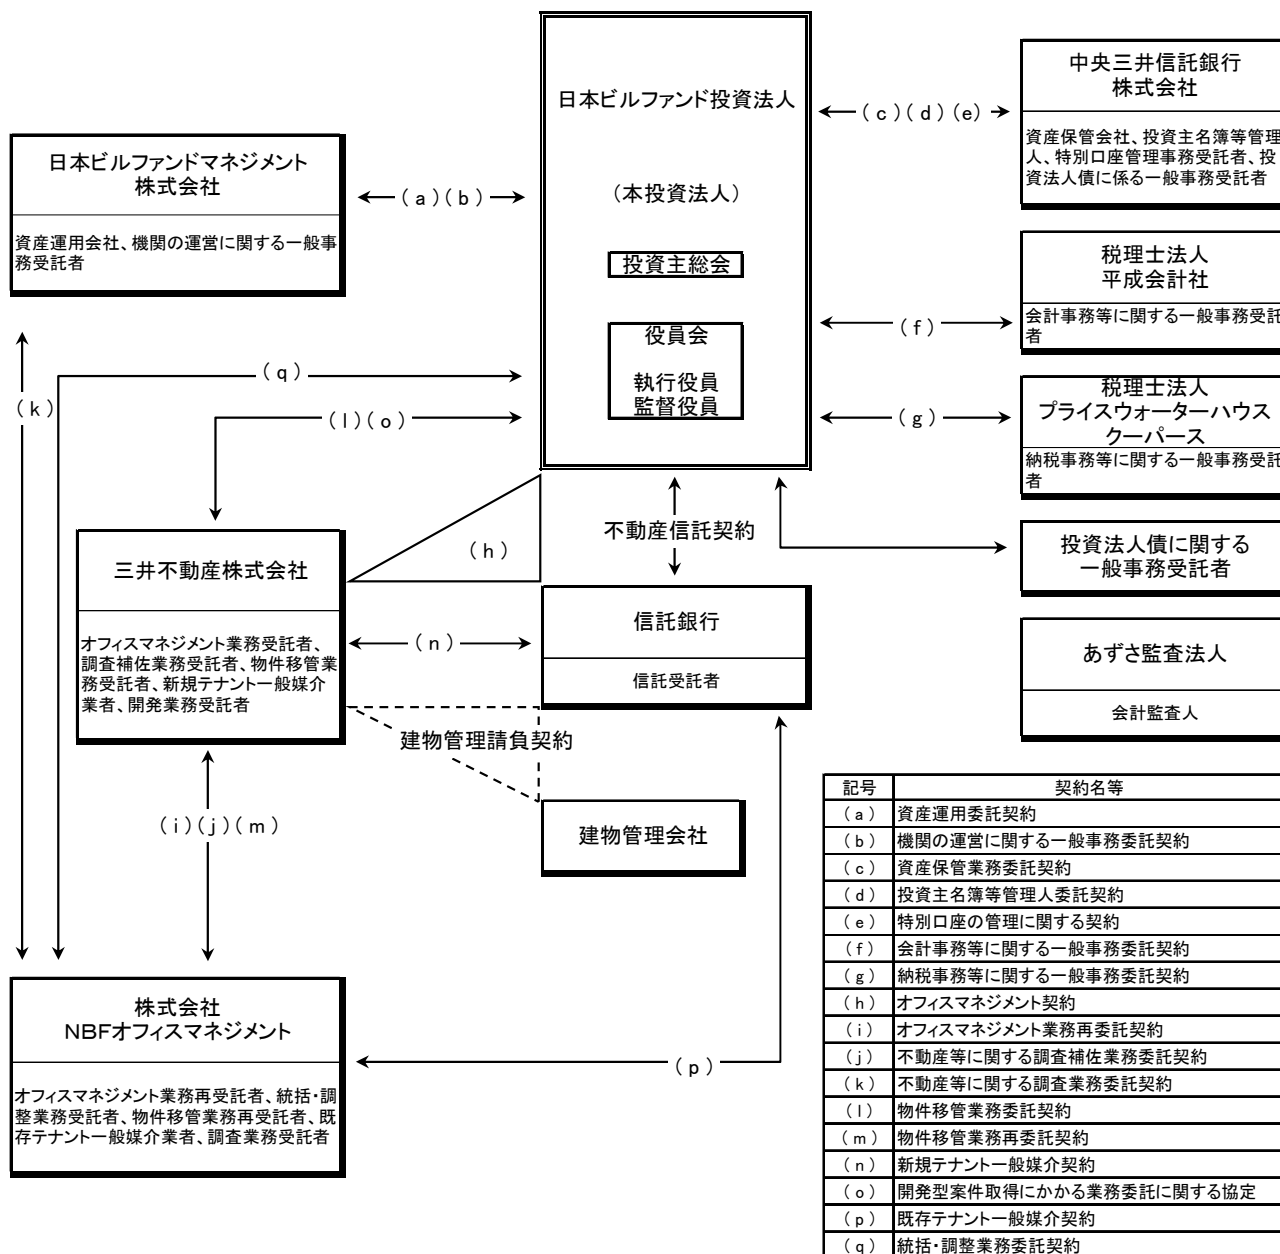 日本ビルファンド投資法人
(本投資法人)
投資主総会
役員会
執行役員
監督役員
日本ビルファンドマネジメント
株式会社
資産運用会社、機関の運営に関する一般事
務受託者
(a)(b)
(c)(d)(e)
中央三井信託銀行
株式会社
資産保管会社、投資主名簿等管理
人、特別口座管理事務受託者、投
資法人債に係る一般事務受託者
税理士法人
平成会計社
会計事務等に関する一般事務受託
者
(f)
税理士法人
プライスウォーターハウス
クーパース
納税事務等に関する一般事務受託
者
(g)
(q)
(k)
(l)(o)
(h)
不動産信託契約
投資法人債に関する
一般事務受託者
三井不動産株式会社
オフィスマネジメント業務受託者、
調査補佐業務受託者、物件移管業
務受託者、新規テナント一般媒介
業者、開発業務受託者
(n)
信託銀行
信託受託者
あずさ監査法人
会計監査人
建物管理請負契約
建物管理会社
(i)(j)(m)
(p)
株式会社
NBFオフィスマネジメント
オフィスマネジメント業務再受託者、統括・調
整業務受託者、物件移管業務再受託者、既
存テナント一般媒介業者、調査業務受託者
記号 契約名等
(a) 資産運用委託契約
(b) 機関の運営に関する一般事務委託契約
(c) 資産保管業務委託契約
(d) 投資主名簿等管理人委託契約
(e) 特別口座の管理に関する契約
(f) 会計事務等に関する一般事務委託契約
(g) 納税事務等に関する一般事務委託契約
(h) オフィスマネジメント契約
(i) オフィスマネジメント業務再委託契約
(j) 不動産等に関する調査補佐業務委託契約
(k) 不動産等に関する調査業務委託契約
(l) 物件移管業務委託契約
(m) 物件移管業務再委託契約
(n) 新規テナント一般媒介契約
(o) 開発型案件取得にかかる業務委託に関する協定
(p) 既存テナント一般媒介契約
(q) 統括・調整業務委託契約